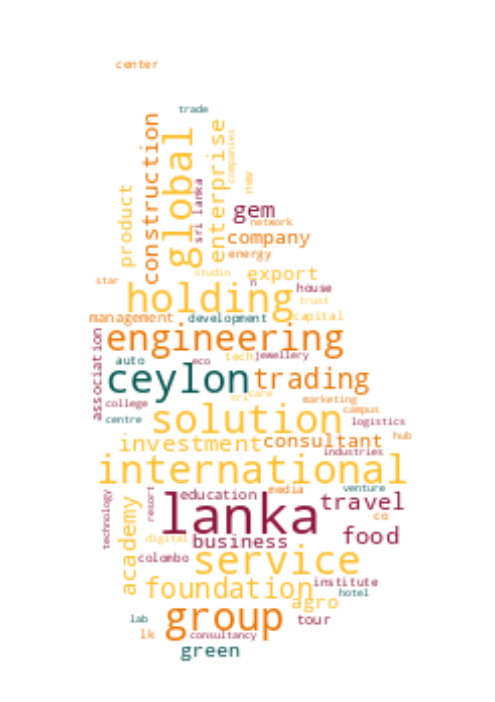 center
trade
construction
global
enterprise
companies
product
sri lanka
new
gem
network
company
energy
star
studio
export
n
house
holding
trust
management
development
capital
association
engineering
auto
eco
tech
jewellery
ceylon
trading
college
sri
care
marketing
campus
centre
solution
logistics
investment
consultant
hub
industries
international
technology
resort
education
media
venture
lanka
travel
co
academy
digital
business
food
colombo
service
foundation
institute
hotel
agro
lab
group
tour
lk
consultancy
green